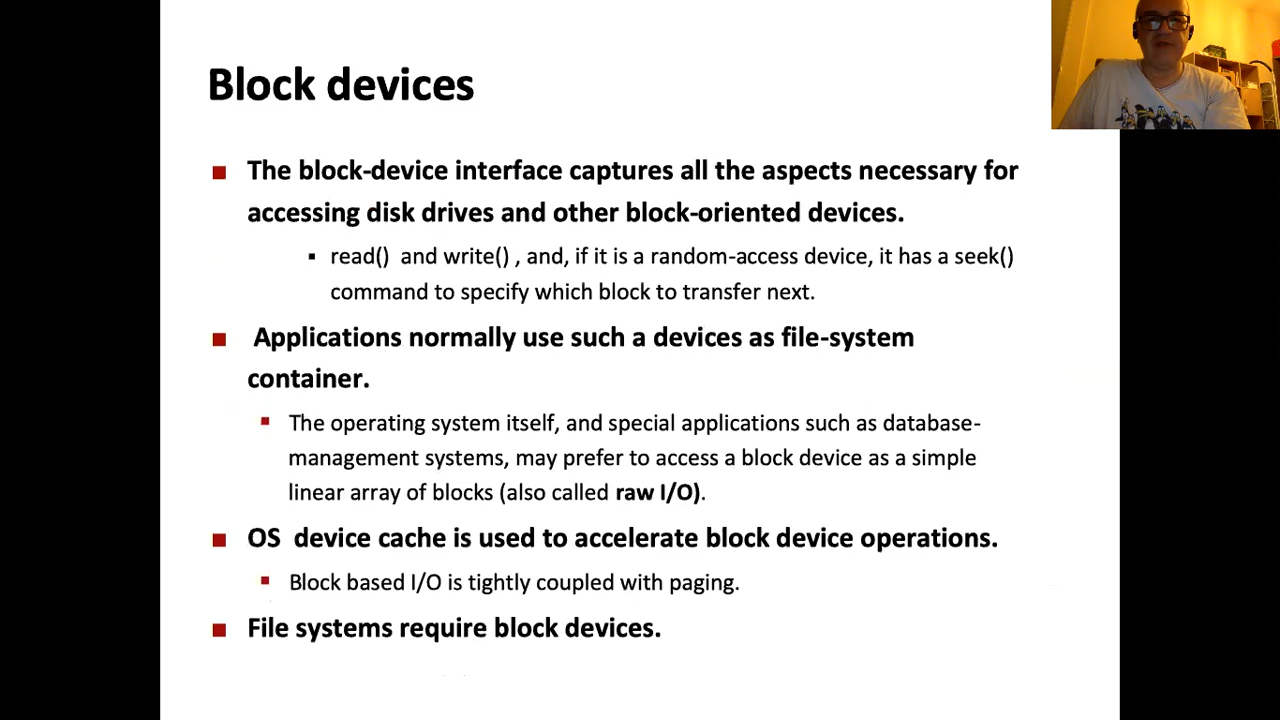 Block devices
The block-device interface captures all the aspects necessary for
accessing disk drives and other block-oriented devices.
read() and write() , and, if it is a random-access device, it has a seek()
command to specify which block to transfer next.
Applications normally use such a devices as file-system
container.
The operating system itself, and special applications such as database-
management systems, may prefer to access a block device as a simple
linear array of blocks (also called raw I/O).
OS device cache is used to accelerate block device operations.
Block based I/O is tightly coupled with paging.
File systems require block devices.